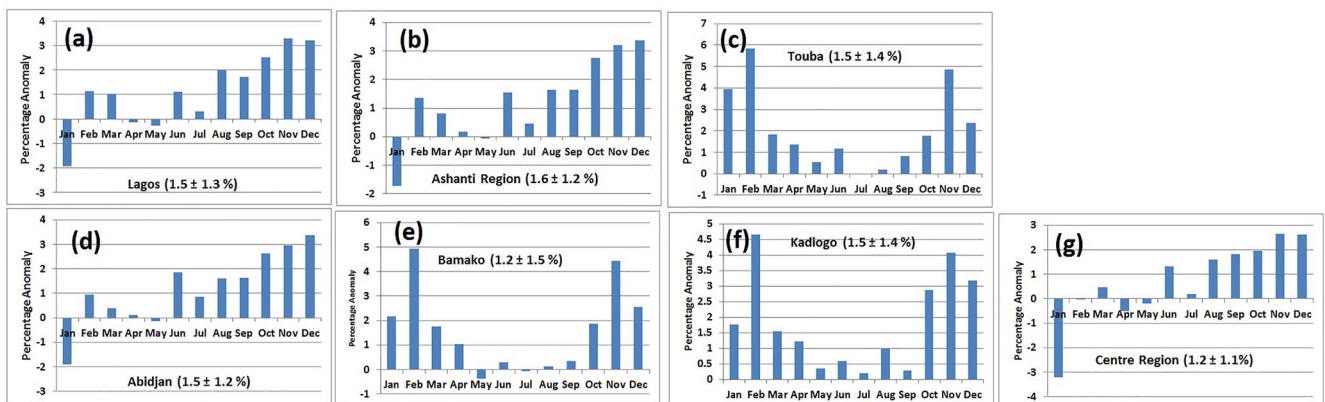 (a)
Percentage Anomaly
4
3
2
1
0
-1
-2
-3
Jan Feb Mar Apr May Jun Jul Aug Sep Oct Nov Dec
Lagos (1.5 ± 1.3 %)
(b)
Percentage Anomaly
4
3
2
1
0
-1
-2
Jan Feb Mar Apr May Jun Jul Aug Sep Oct Nov Dec
Ashanti Region (1.6 ± 1.2 %)
(c)
Percentage Anomaly
7
6
5
4
3
2
1
0
-1
Touba (1.5 ± 1.4 %)
Jan Feb Mar Apr May Jun Jul Aug Sep Oct Nov Dec
(d)
Percentage Anomaly
4
3
2
1
0
-1
-2
-3
Jan Feb Mar Apr May Jun Jul Aug Sep Oct Nov Dec
Abidjan (1.5 ± 1.2 %)
(e)
Percentage Anomaly
6
5
4
3
2
1
0
-1
Bamako (1.2 ± 1.5 %)
Jan Feb Mar Apr May Jun Jul Aug Sep Oct Nov Dec
(f)
Percentage Anomaly
5
4.5
4
3.5
3
2.5
2
1.5
1
0.5
0
Kadiogo (1.5 ± 1.4 %)
Jan Feb Mar Apr May Jun Jul Aug Sep Oct Nov Dec
(g)
Percentage Anomaly
4
3
2
1
0
-1
-2
-3
-4
Jan Feb Mar Apr May Jun Jul Aug Sep Oct Nov Dec
Centre Region (1.2 ± 1.1%)